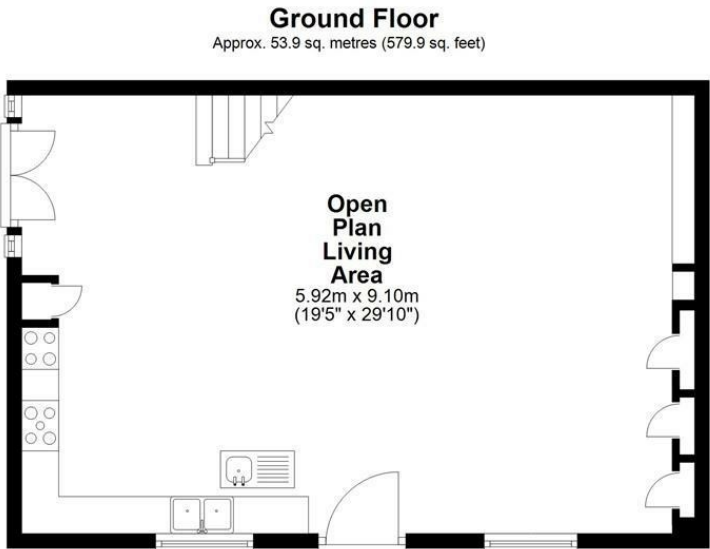 Ground Floor
Approx. 53.9 sq. metres (579.9 sq. feet)
Open
Plan
Living
Area
5.92m x 9.10m
(19'5" x 29'10")